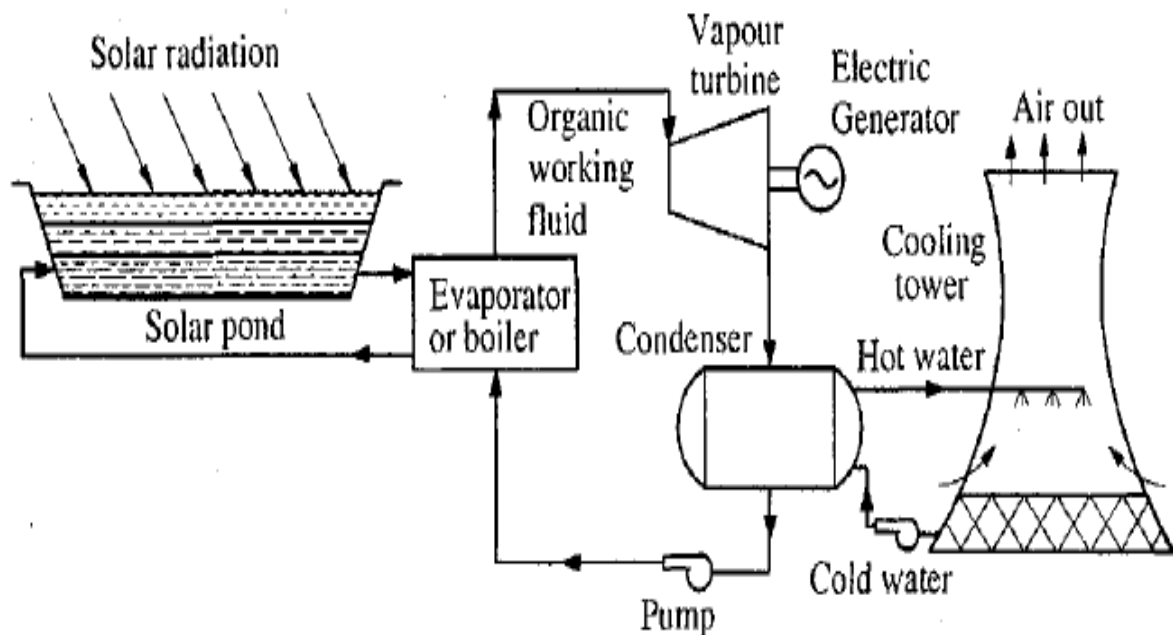 Solar radiation
Vapour
turbine
Electric
Generator
Air out
Organic
working
fluid
Cooling
tower
Solar pond
Evaporator
or boiler
Condenser
Hot water
Cold water
Pump